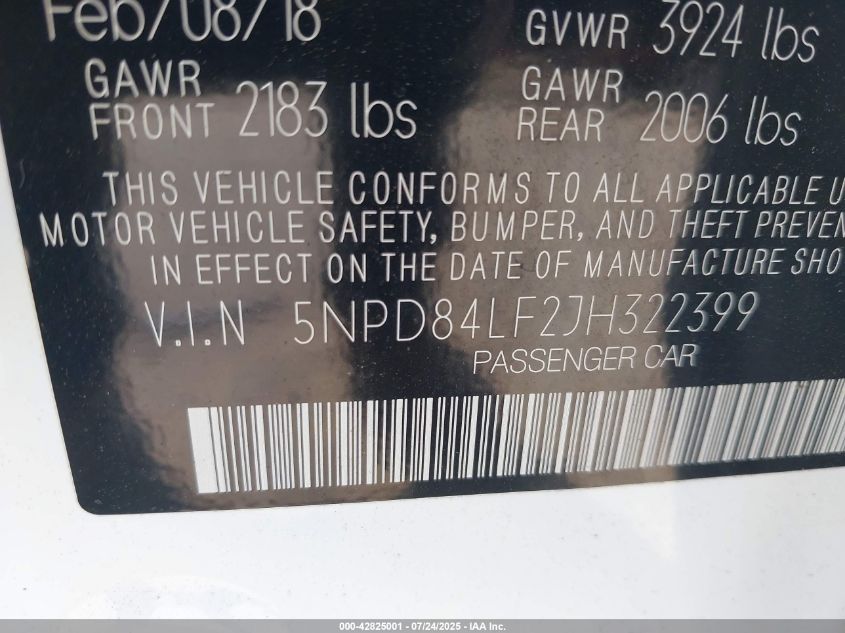 Feb/08/18 GVWR 3924 lbs
GAWR FRONT 2183 lbs GAWR REAR 2006 lbs
THIS VEHICLE CONFORMS TO ALL APPLICABLE U
MOTOR VEHICLE SAFETY, BUMPER, AND THEFT PREVEN
IN EFFECT ON THE DATE OF MANUFACTURE SHO
V.I.N 5NPD84LF2JH322399
PASSENGER CAR
000-42825001 - 07/24/2025 - IAA Inc.